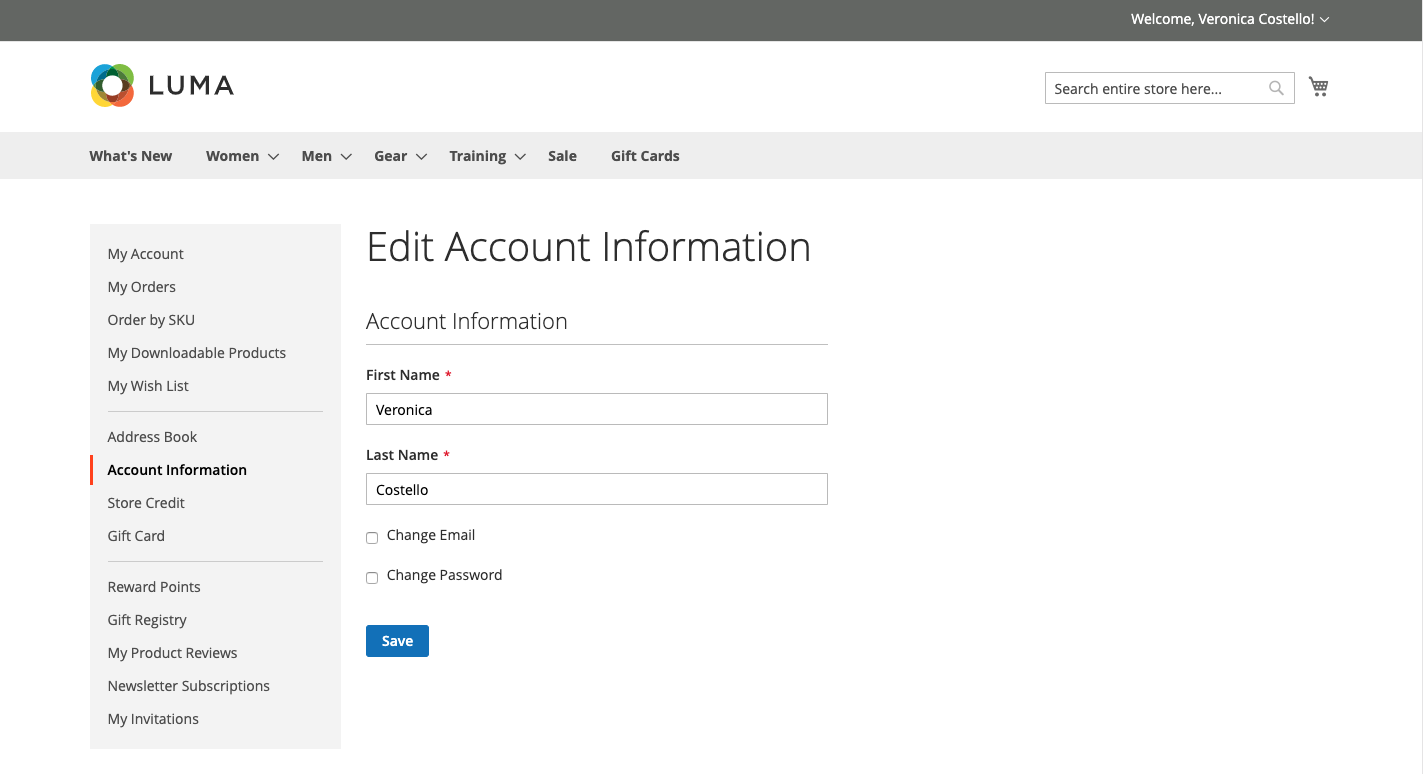 Welcome, Veronica Costello!
LUMA
Search entire store here...
What's New Women Men Gear Training Sale Gift Cards
My Account
My Orders
Order by SKU
My Downloadable Products
My Wish List
Address Book
Account Information
Store Credit
Gift Card
Reward Points
Gift Registry
My Product Reviews
Newsletter Subscriptions
My Invitations
Edit Account Information
Account Information
First Name *
Veronica
Last Name *
Costello
Change Email
Change Password
Save